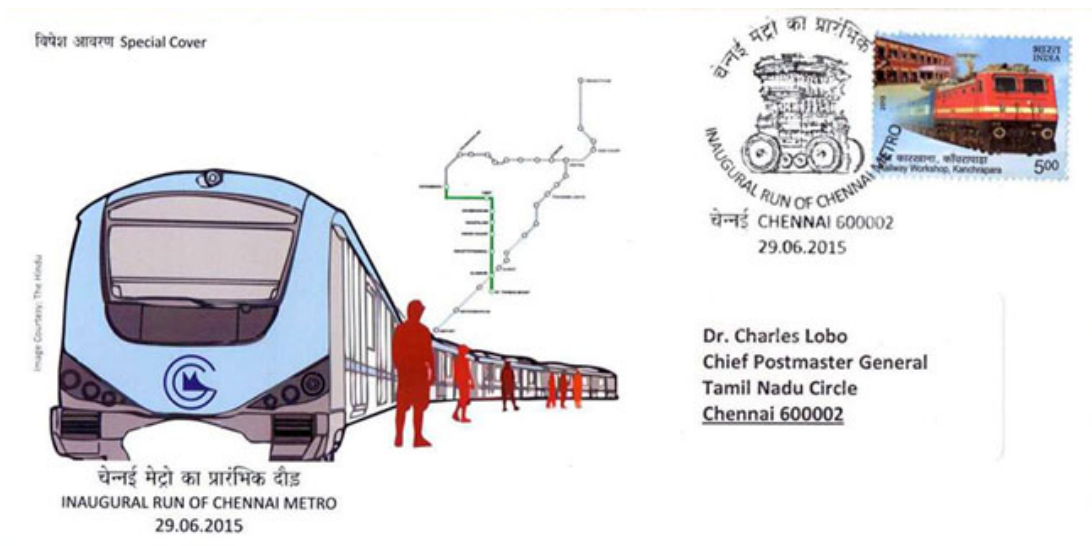 विषेश आवरण Special Cover
Image Courtesy: The Hindu
चेन्नई मेट्रो का प्रारंभिक दौड़
INAUGURAL RUN OF CHENNAI METRO
29.06.2015
चेन्नई मेट्रो का प्रारंभिक
INAUGURAL RUN OF CHENNAI METRO
चेन्नई CHENNAI 600002
29.06.2015
भारत
INDIA
कारखाना, काँचरापाड़ा
Railway Workshop, Kanchrapara
500
Dr. Charles Lobo
Chief Postmaster General
Tamil Nadu Circle
Chennai 600002